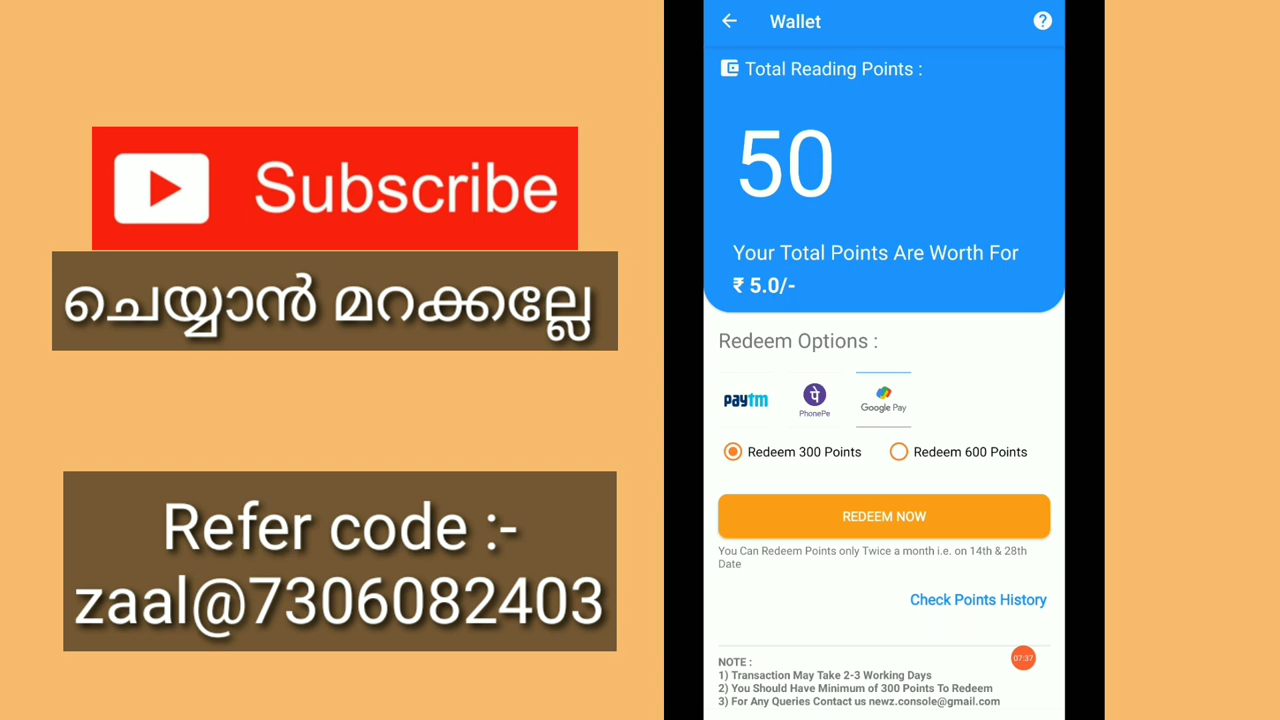 Subscribe
ചെയ്യാൻ മറക്കല്ലേ
Refer code :-
zaal@7306082403
Wallet
?
Total Reading Points :
50
Your Total Points Are Worth For
₹ 5.0/-
Redeem Options :
paytm
पे
PhonePe
Google Pay
Redeem 300 Points
Redeem 600 Points
REDEEM NOW
You Can Redeem Points only Twice a month i.e. on 14th & 28th
Date
Check Points History
07:37
NOTE :
1) Transaction May Take 2-3 Working Days
2) You Should Have Minimum of 300 Points To Redeem
3) For Any Queries Contact us newz.console@gmail.com